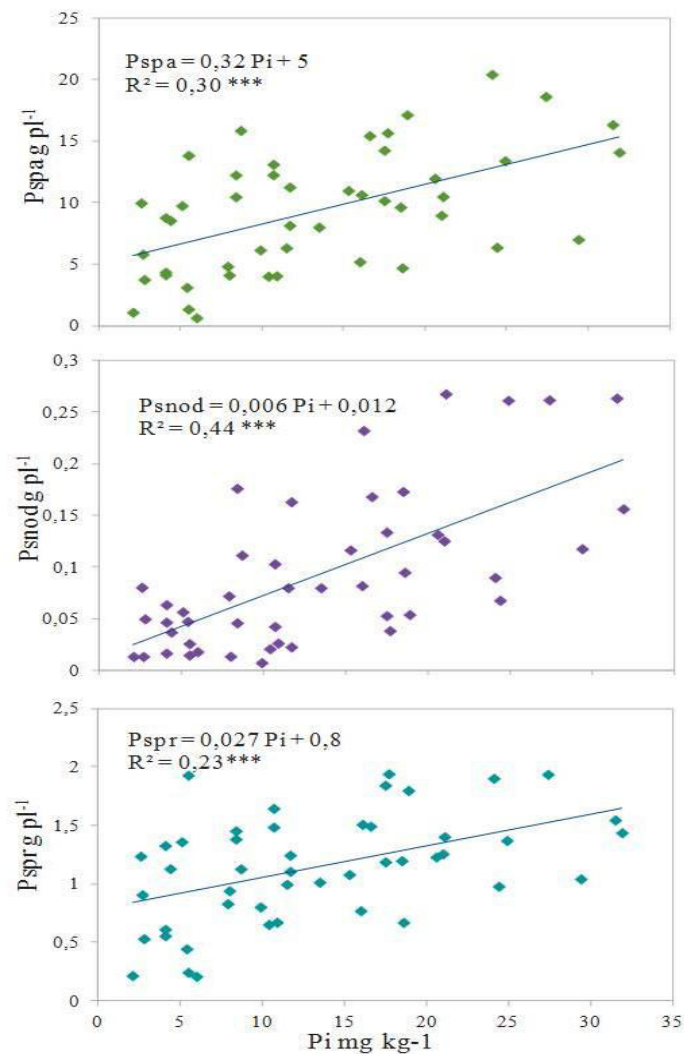 25
20
15
10
5
0
Pspag pl-1
Pspa = 0,32 Pi + 5
R² = 0,30 ***
0,3
0,25
0,2
0,15
0,1
0,05
0
Psnodg pl-1
Psnod = 0,006 Pi + 0,012
R² = 0,44 ***
2,5
2
1,5
1
0,5
0
Psprg pl-1
Pspr = 0,027 Pi + 0,8
R² = 0,23 ***
0 5 10 15 20 25 30 35
Pi mg kg-1